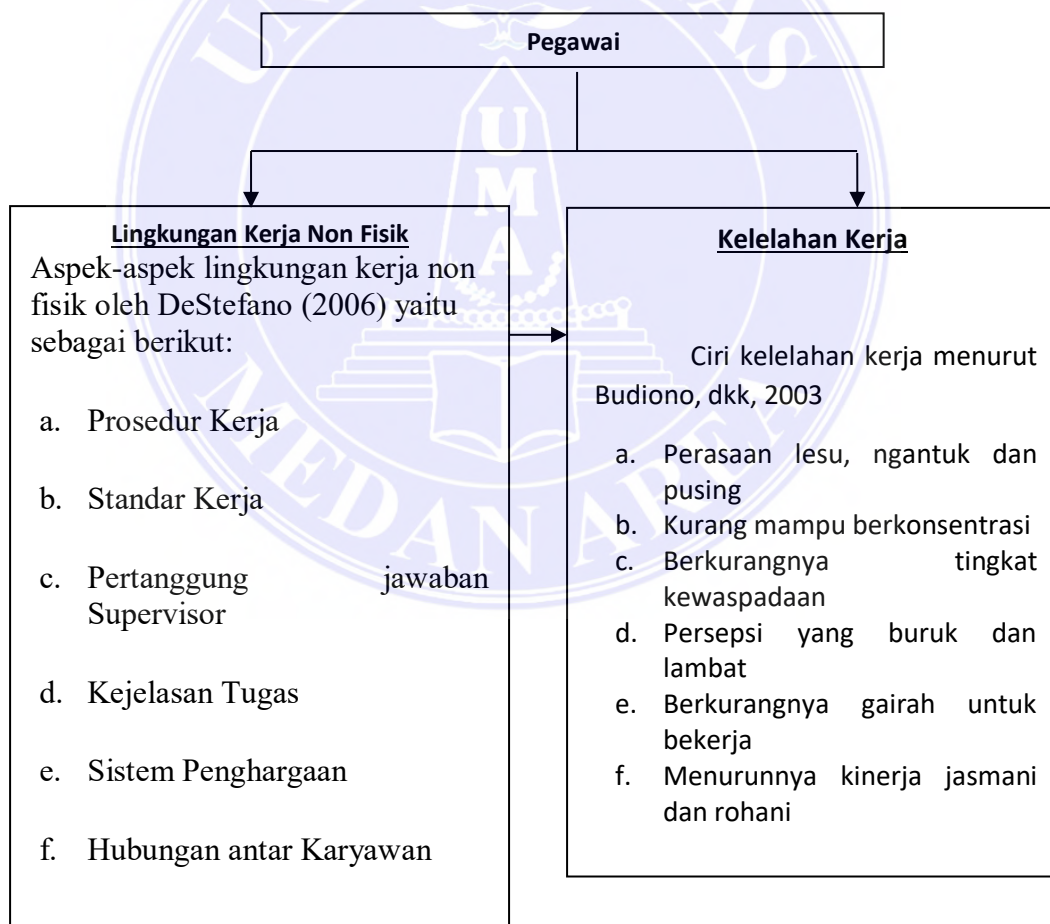 Pegawai
Lingkungan Kerja Non Fisik
Aspek-aspek lingkungan kerja non
fisik oleh DeStefano (2006) yaitu
sebagai berikut:
a. Prosedur Kerja
b. Standar Kerja
c. Pertanggung jawaban
Supervisor
d. Kejelasan Tugas
e. Sistem Penghargaan
f. Hubungan antar Karyawan
Kelelahan Kerja
Ciri kelelahan kerja menurut
Budiono, dkk, 2003
a. Perasaan lesu, ngantuk dan
pusing
b. Kurang mampu berkonsentrasi
c. Berkurangnya tingkat
kewaspadaan
d. Persepsi yang buruk dan
lambat
e. Berkurangnya gairah untuk
bekerja
f. Menurunnya kinerja jasmani
dan rohani
UMA
MEDAN AREA